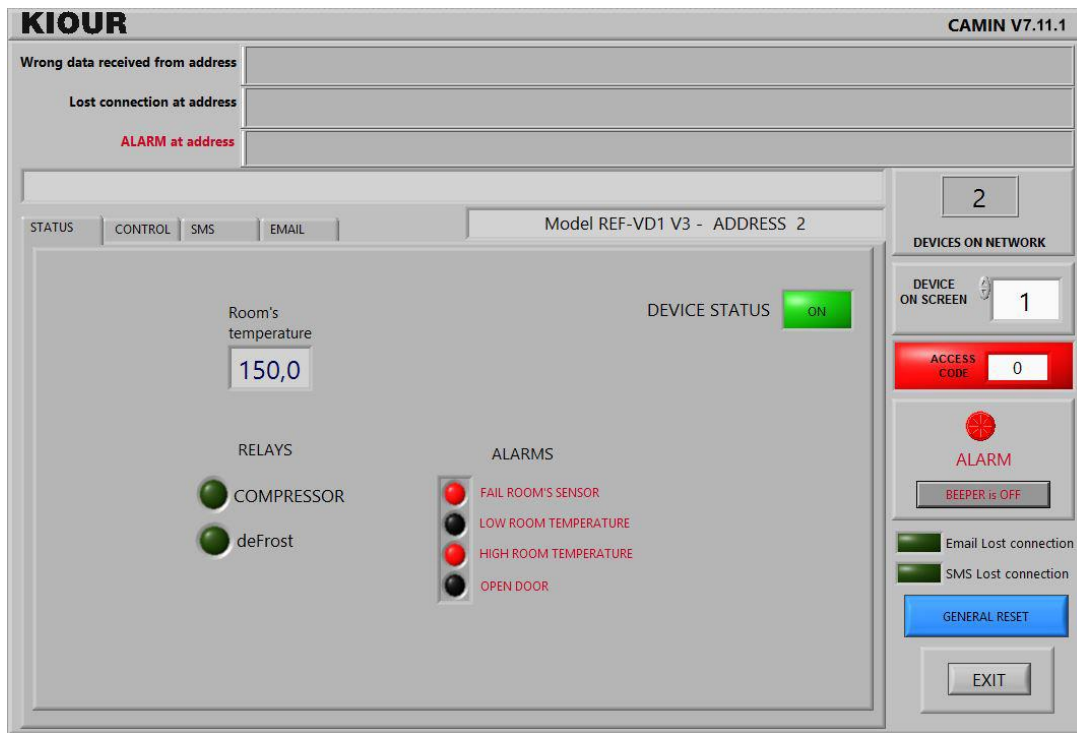 KIOUR
CAMIN V7.11.1
Wrong data received from address
Lost connection at address
ALARM at address
2
DEVICES ON NETWORK
STATUS
CONTROL
SMS
EMAIL
Model REF-VD1 V3 - ADDRESS 2
DEVICE
ON SCREEN
1
Room's
temperature
150,0
DEVICE STATUS
ON
ACCESS
CODE
0
ALARM
BEEPER is OFF
RELAYS
COMPRESSOR
deFrost
ALARMS
FAIL ROOM'S SENSOR
LOW ROOM TEMPERATURE
HIGH ROOM TEMPERATURE
OPEN DOOR
Email Lost connection
SMS Lost connection
GENERAL RESET
EXIT